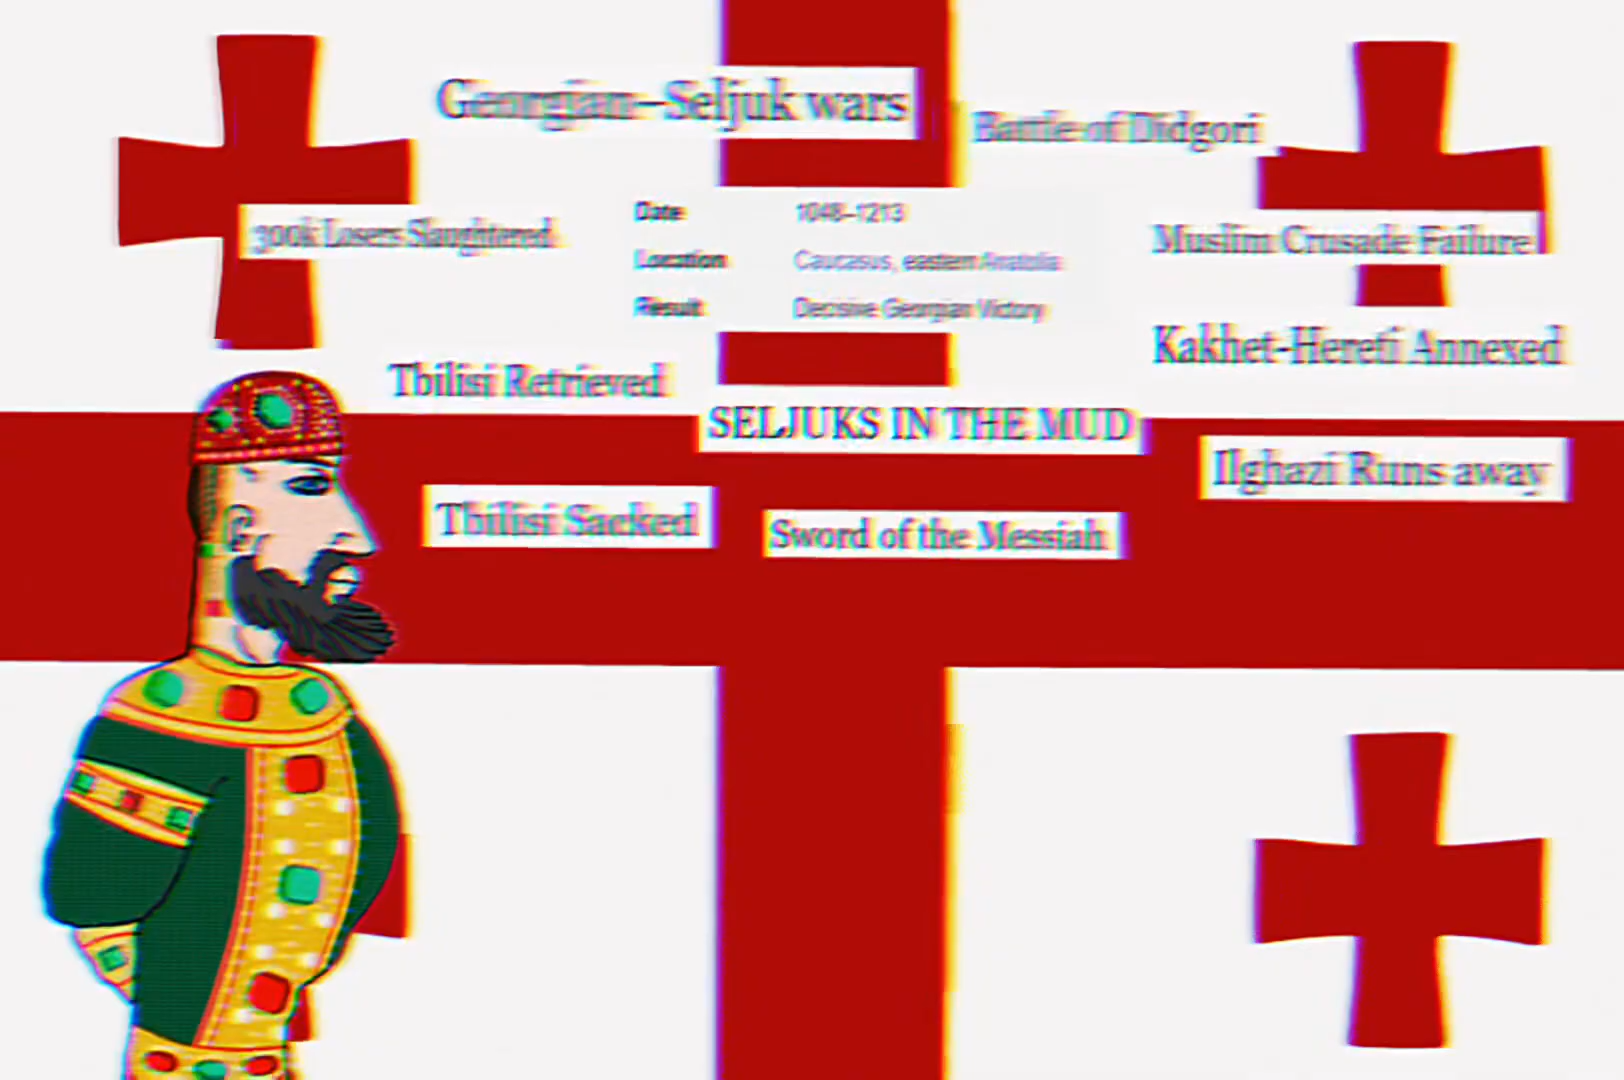 Georgian–Seljuk wars
Battle of Didgori
300k Losers Slaughtered
Date 1048–1213
Location Caucasus, eastern Anatolia
Result Decisive Georgian Victory
Muslim Crusade Failure
Kakhet-Hereti Annexed
Tbilisi Retrieved
SELJUKS IN THE MUD
Ilghazi Runs away
Tbilisi Sacked
Sword of the Messiah